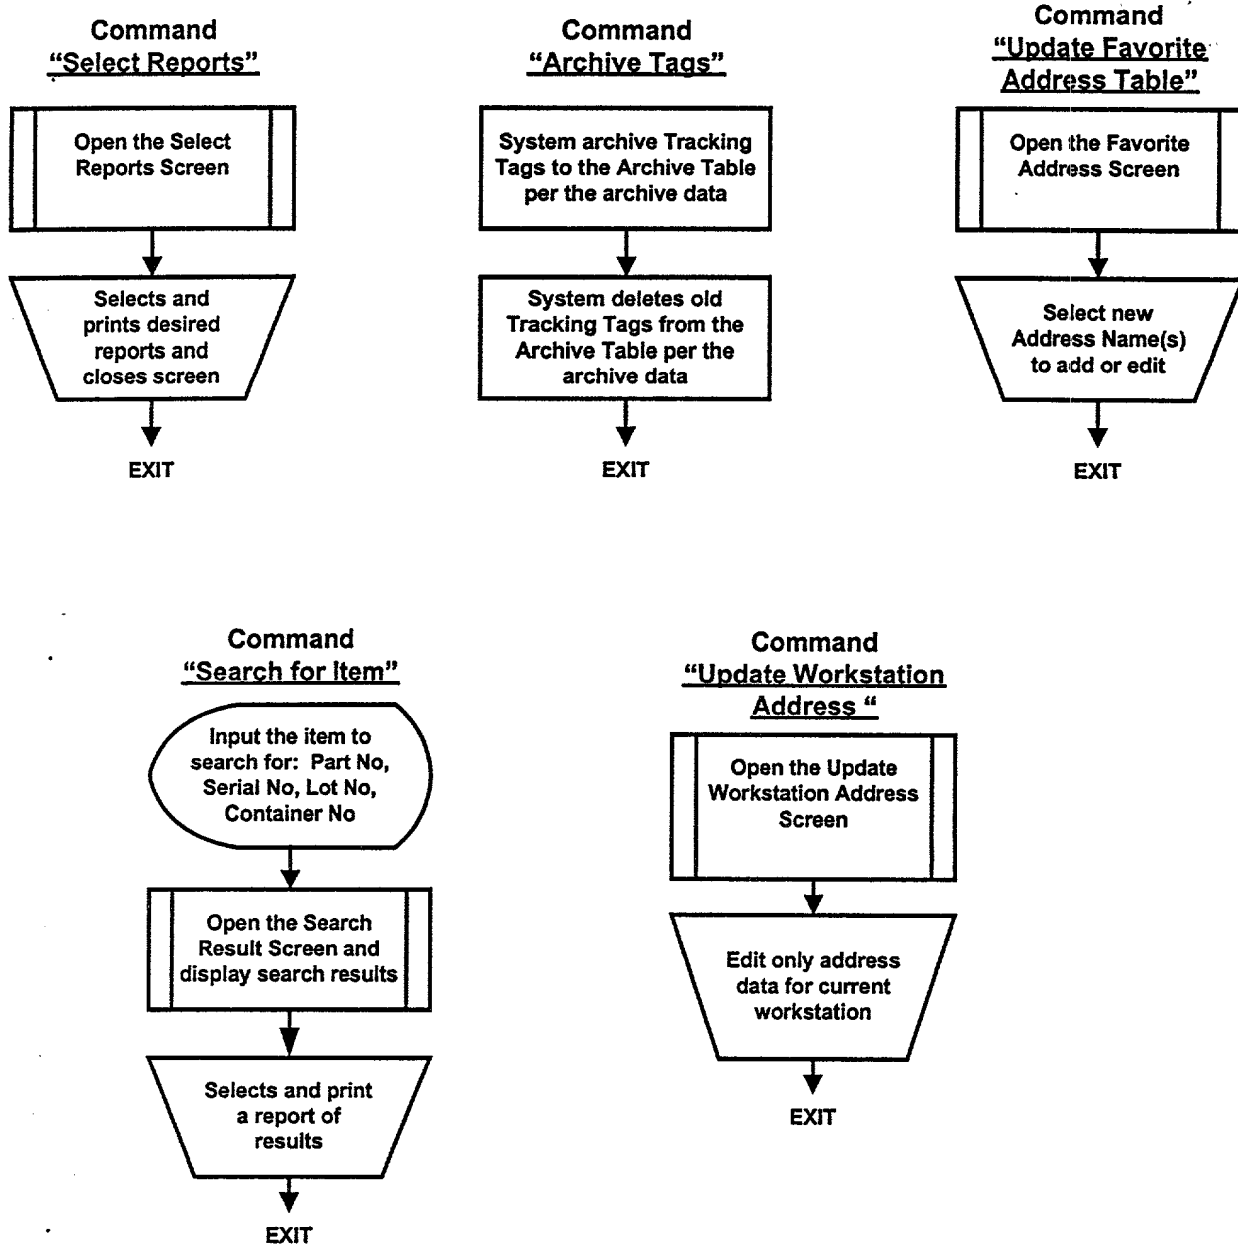 Command
“Select Reports”
Open the Select
Reports Screen
Selects and
prints desired
reports and
closes screen
EXIT
Command
“Archive Tags”
System archive Tracking
Tags to the Archive Table
per the archive data
System deletes old
Tracking Tags from the
Archive Table per the
archive data
EXIT
Command
“Update Favorite
Address Table”
Open the Favorite
Address Screen
Select new
Address Name(s)
to add or edit
EXIT
Command
“Search for Item”
Input the item to
search for: Part No,
Serial No, Lot No,
Container No
Open the Search
Result Screen and
display search results
Selects and print
a report of
results
EXIT
Command
“Update Workstation
Address “
Open the Update
Workstation Address
Screen
Edit only address
data for current
workstation
EXIT